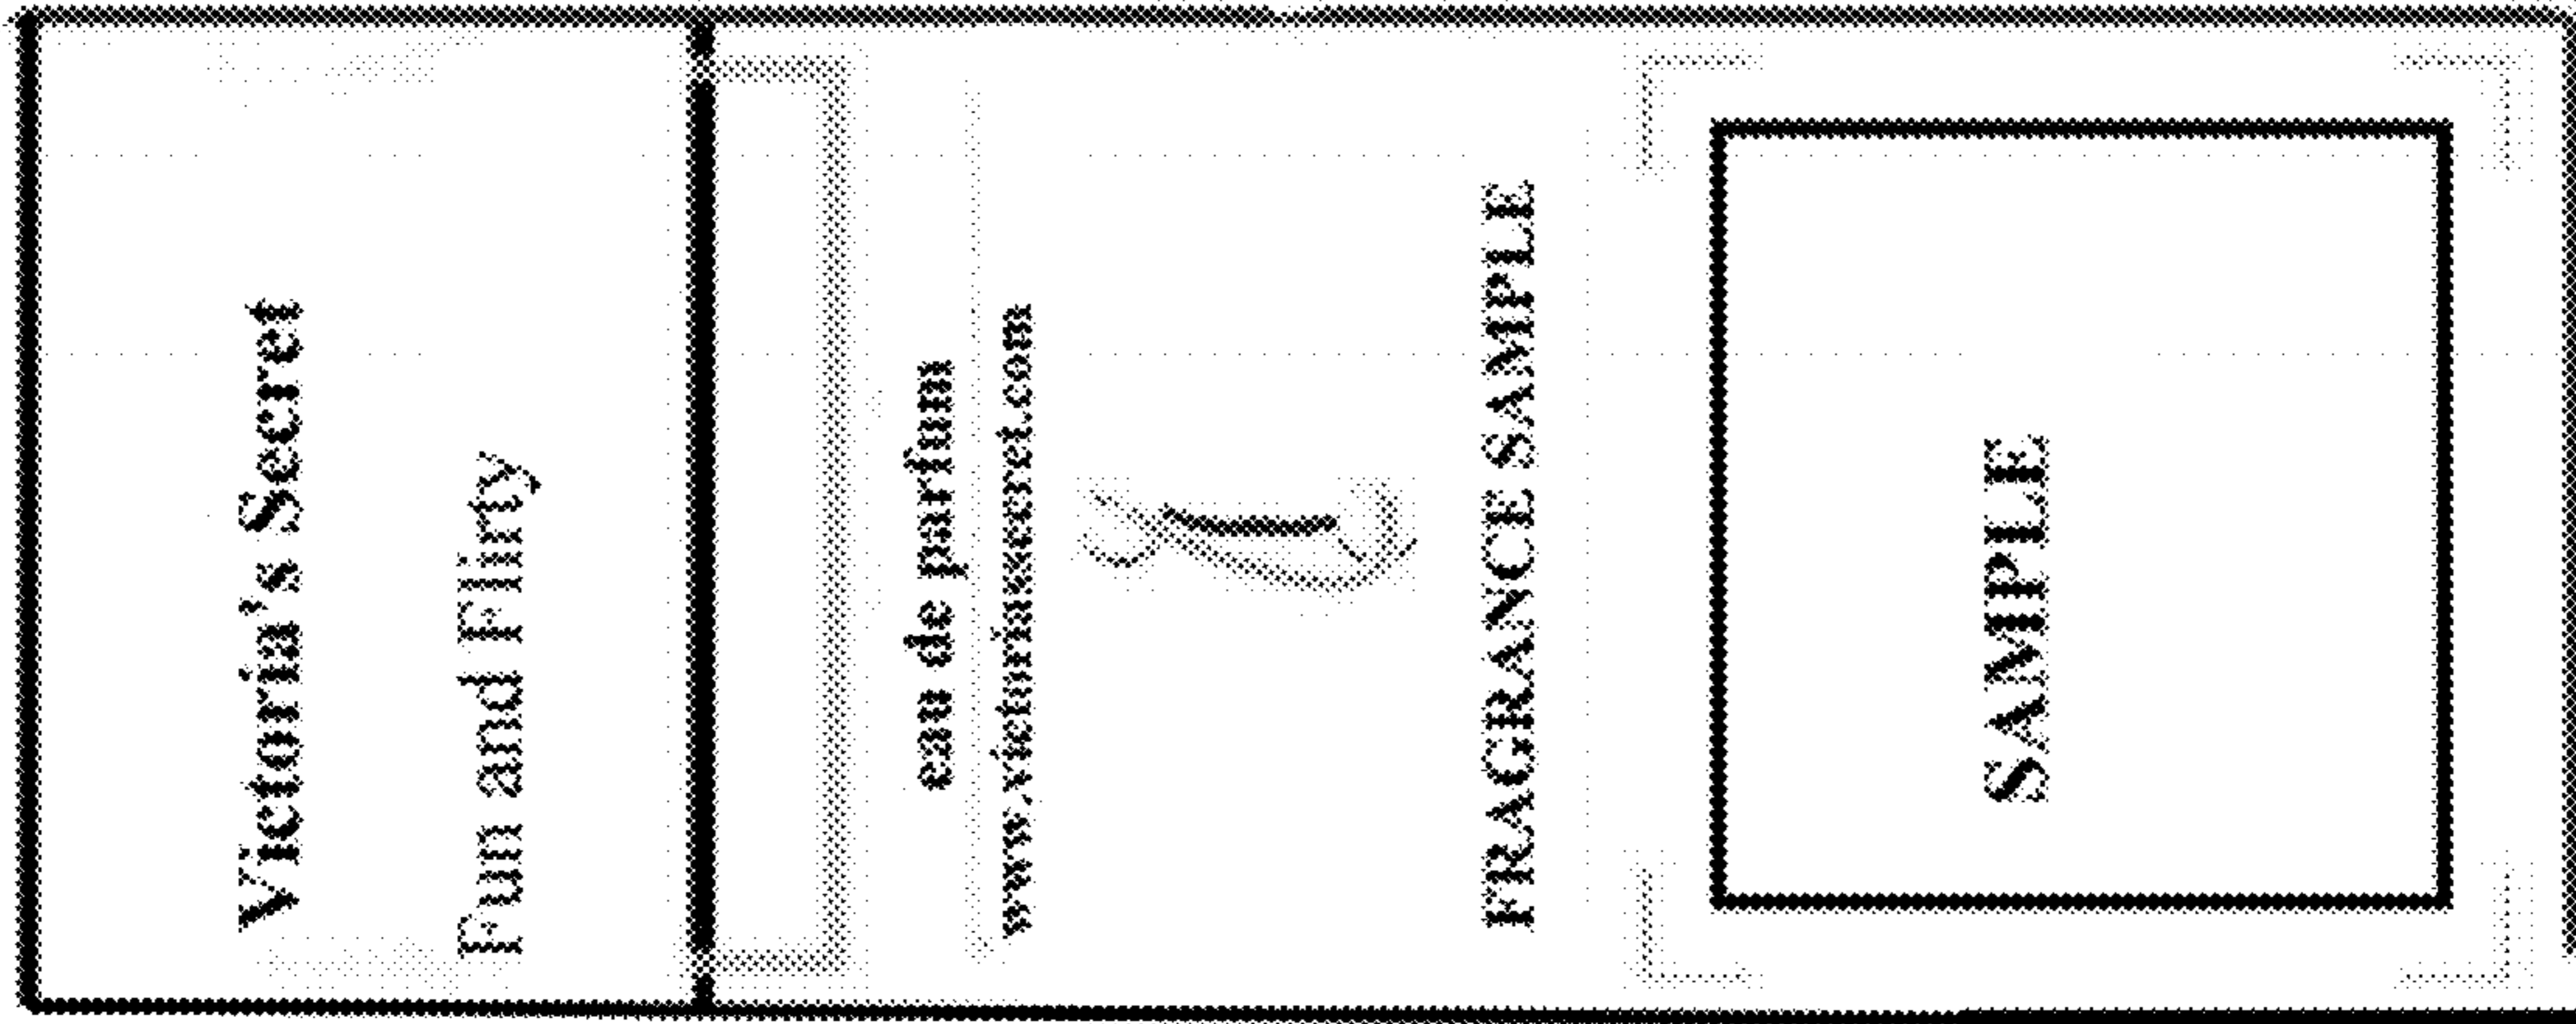 Victoria's Secret
Fun and Flirty
eau de parfum
www.victoriassecret.com
FRAGRANCE SAMPLE
SAMPLE